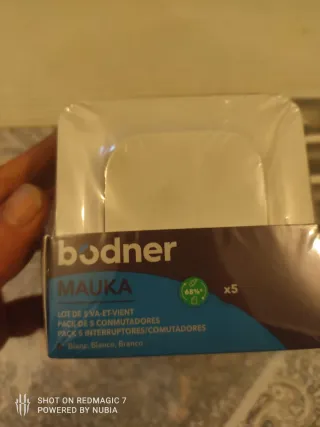 bodner
MAUKA
68%*
x5
LOT DE 5 VA-ET-VIENT
PACK DE 5 CONMUTADORES
PACK 5 INTERRUPTORES/COMUTADORES
Blanc, Blanco, Branco
SHOT ON REDMAGIC 7
POWERED BY NUBIA